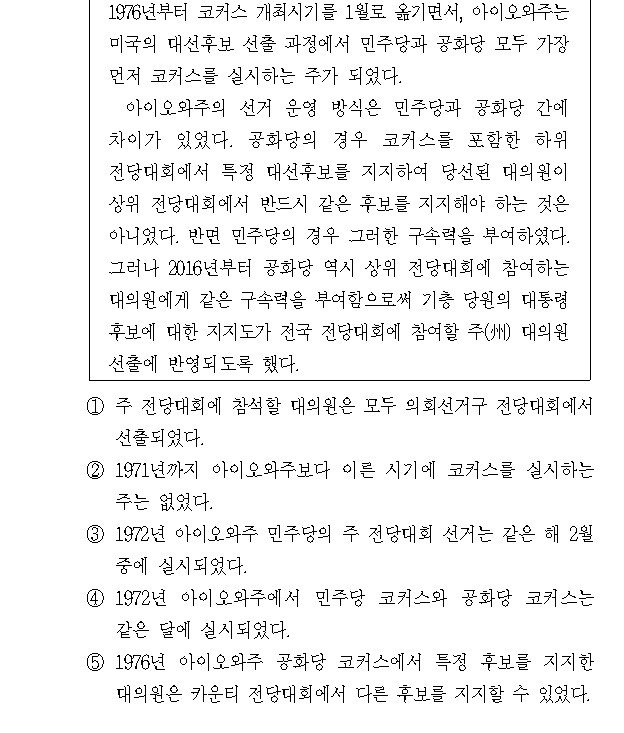 1976년부터 코커스 개최시기를 1월로 옮기면서, 아이오와주는
미국의 대선후보 선출 과정에서 민주당과 공화당 모두 가장
먼저 코커스를 실시하는 주가 되었다.
아이오와주의 선거 운영 방식은 민주당과 공화당 간에
차이가 있었다. 공화당의 경우 코커스를 포함한 하위
전당대회에서 특정 대선후보를 지지하여 당선된 대의원이
상위 전당대회에서 반드시 같은 후보를 지지해야 하는 것은
아니었다. 반면 민주당의 경우 그러한 구속력을 부여하였다.
그러나 2016년부터 공화당 역시 상위 전당대회에 참여하는
대의원에게 같은 구속력을 부여함으로써 기층 당원의 대통령
후보에 대한 지지도가 전국 전당대회에 참여할 주(州) 대의원
선출에 반영되도록 했다.
① 주 전당대회에 참석할 대의원은 모두 의회선거구 전당대회에서
선출되었다.
② 1971년까지 아이오와주보다 이른 시기에 코커스를 실시하는
주는 없었다.
③ 1972년 아이오와주 민주당의 주 전당대회 선거는 같은 해 2월
중에 실시되었다.
④ 1972년 아이오와주에서 민주당 코커스와 공화당 코커스는
같은 달에 실시되었다.
⑤ 1976년 아이오와주 공화당 코커스에서 특정 후보를 지지한
대의원은 카운티 전당대회에서 다른 후보를 지지할 수 있었다.